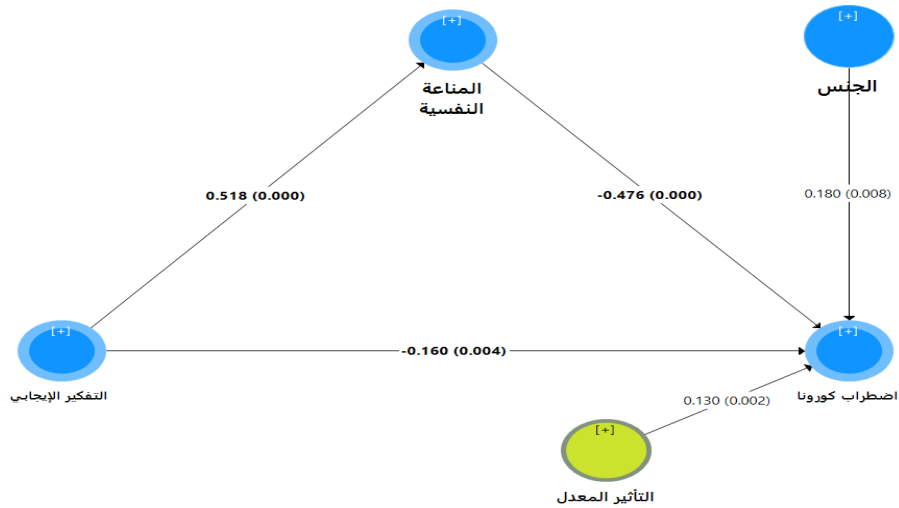 [+]
[+]
المناعة
النفسية
الجنس
0.518 (0.000)
-0.476 (0.000)
0.180 (0.008)
[+]
[+]
-0.160 (0.004)
التفكير الإيجابي
اضطراب كورونا
0.130 (0.002)
[+]
التأثير المعدل